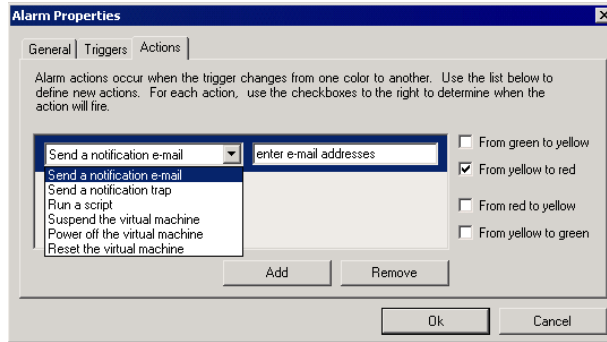 Alarm Properties
General Triggers Actions
Alarm actions occur when the trigger changes from one color to another. Use the list below to
define new actions. For each action, use the checkboxes to the right to determine when the
action will fire.
Send a notification e-mail enter e-mail addresses
From green to yellow
Send a notification e-mail
From yellow to red
Send a notification trap
Run a script
From red to yellow
Suspend the virtual machine
Power off the virtual machine
From yellow to green
Reset the virtual machine
Add Remove
Ok Cancel